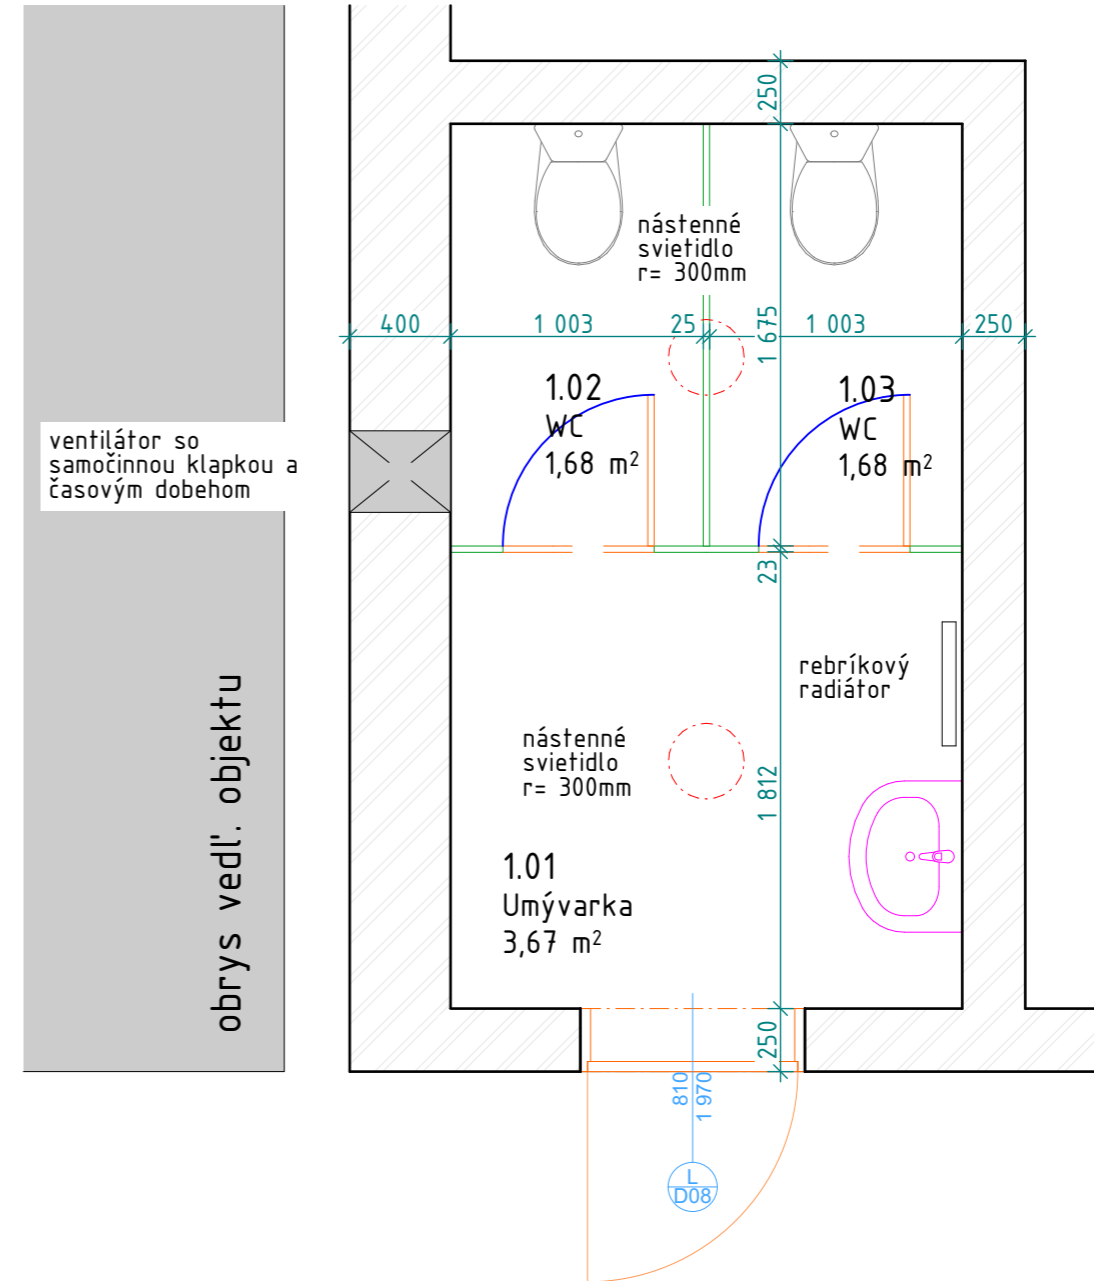 250
nástenné
svietidlo
r= 300mm
400
1 003
25
1 675
1 003
250
1.02
WC
1,68 m²
1.03
WC
1,68 m²
ventilátor so
samočinnou klapkou a
časovým dobehom
23
rebríkový
radiátor
obrys vedľ. objektu
nástenné
svietidlo
r= 300mm
1 812
1.01
Umývarka
3,67 m²
250
810
1 970
L
D08